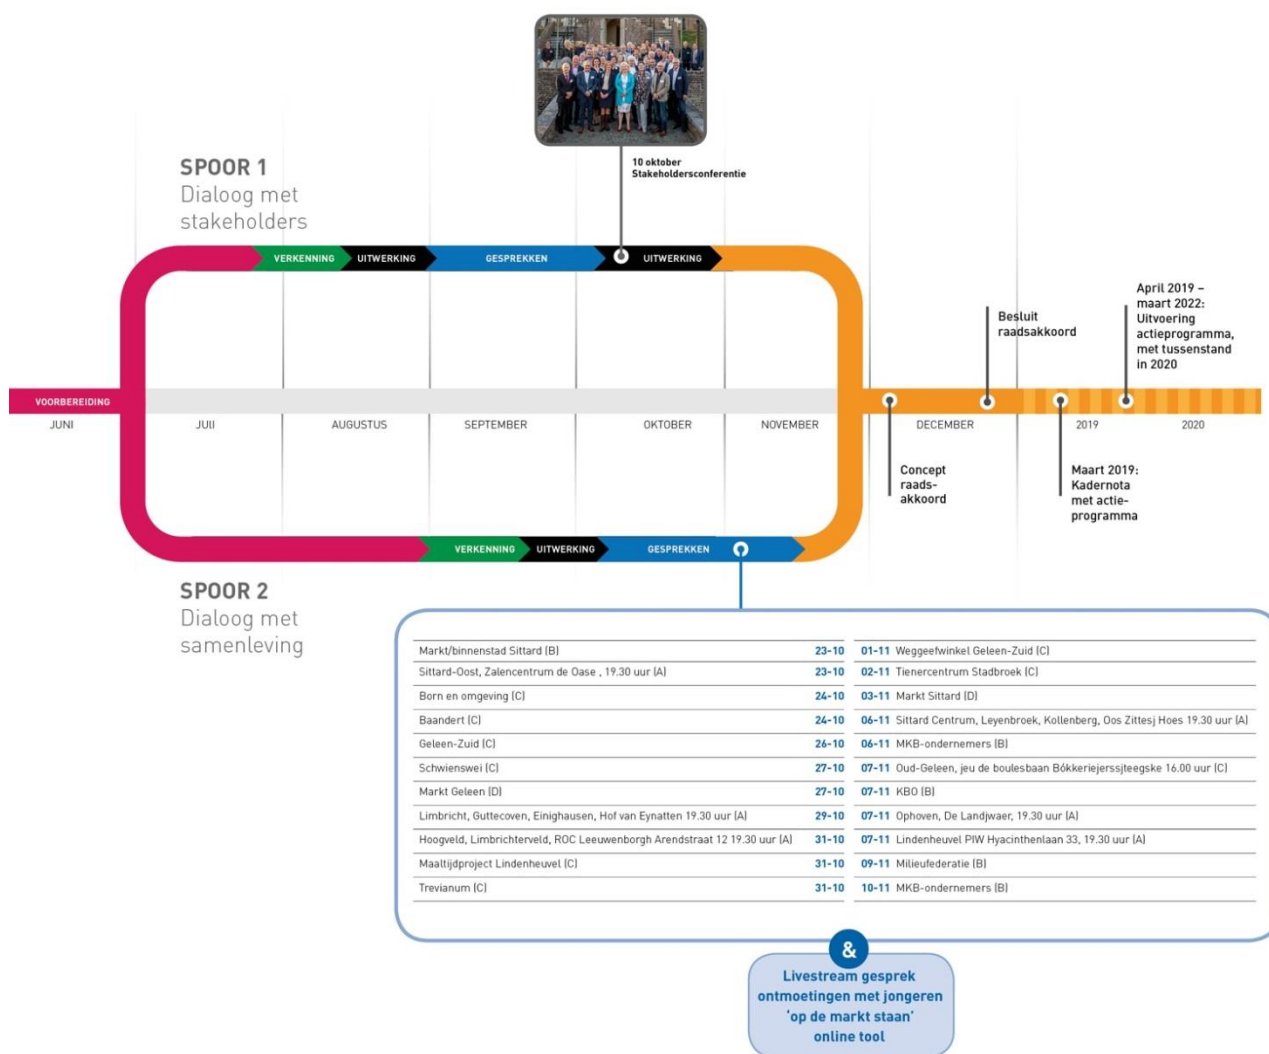 10 oktober
Stakeholdersconferentie
SPOOR 1
Dialoog met
stakeholders
VERKENNING
UITWERKING
GESPREKKEN
UITWERKING
Besluit
raadsakkoord
April 2019 –
maart 2022:
Uitvoering
actieprogramma,
met tussenstand
in 2020
VOORBEREIDING
JUNI
JULI
AUGUSTUS
SEPTEMBER
OKTOBER
NOVEMBER
DECEMBER
2019
2020
Concept
raads-
akkoord
Maart 2019:
Kadernota
met actie-
programma
VERKENNING
UITWERKING
GESPREKKEN
SPOOR 2
Dialoog met
samenleving
Markt/binnenstad Sittard (B) 23-10
Sittard-Oost, Zalencentrum de Oase , 19.30 uur (A) 23-10
Born en omgeving (C) 24-10
Baandert (C) 24-10
Geleen-Zuid (C) 26-10
Schwienswei (C) 27-10
Markt Geleen (D) 27-10
Limbricht, Guttecoven, Einighausen, Hof van Eynatten 19.30 uur (A) 29-10
Hoogveld, Limbrichterveld, ROC Leeuwenborgh Arendstraat 12 19.30 uur (A) 31-10
Maaltijdproject Lindenheuvel (C) 31-10
Trevianum (C) 31-10
01-11 Weggeefwinkel Geleen-Zuid (C)
02-11 Tienercentrum Stadbroek (C)
03-11 Markt Sittard (D)
06-11 Sittard Centrum, Leyenbroek, Kollenberg, Oos Zittesj Hoes 19.30 uur (A)
06-11 MKB-ondernemers (B)
07-11 Oud-Geleen, jeu de boulesbaan Bókkeriejerssjteegske 16.00 uur (C)
07-11 KBO (B)
07-11 Ophoven, De Landjwaer, 19.30 uur (A)
07-11 Lindenheuvel PIW Hyacinthenlaan 33, 19.30 uur (A)
09-11 Milieufederatie (B)
10-11 MKB-ondernemers (B)
&
Livestream gesprek
ontmoetingen met jongeren
‘op de markt staan’
online tool